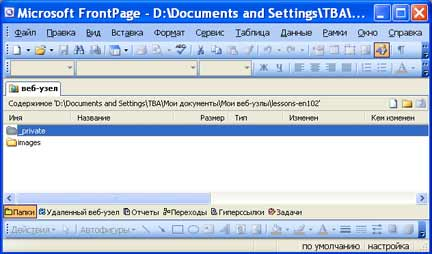 Microsoft FrontPage - D:\Documents and Settings\TBA\...
Файл Правка Вид Вставка Формат Сервис Таблица Данные Рамки Окно Справка
Ж К Ч
веб-узел
Содержимое 'D:\Documents and Settings\TBA\Мои документы\Мои веб-узлы\lessons-en102'
Имя Название Размер Тип Изменен Кем изменен
_private
images
Папки Удаленный веб-узел Отчеты Переходы Гиперссылки Задачи
Действия Автофигуры
по умолчанию настройка